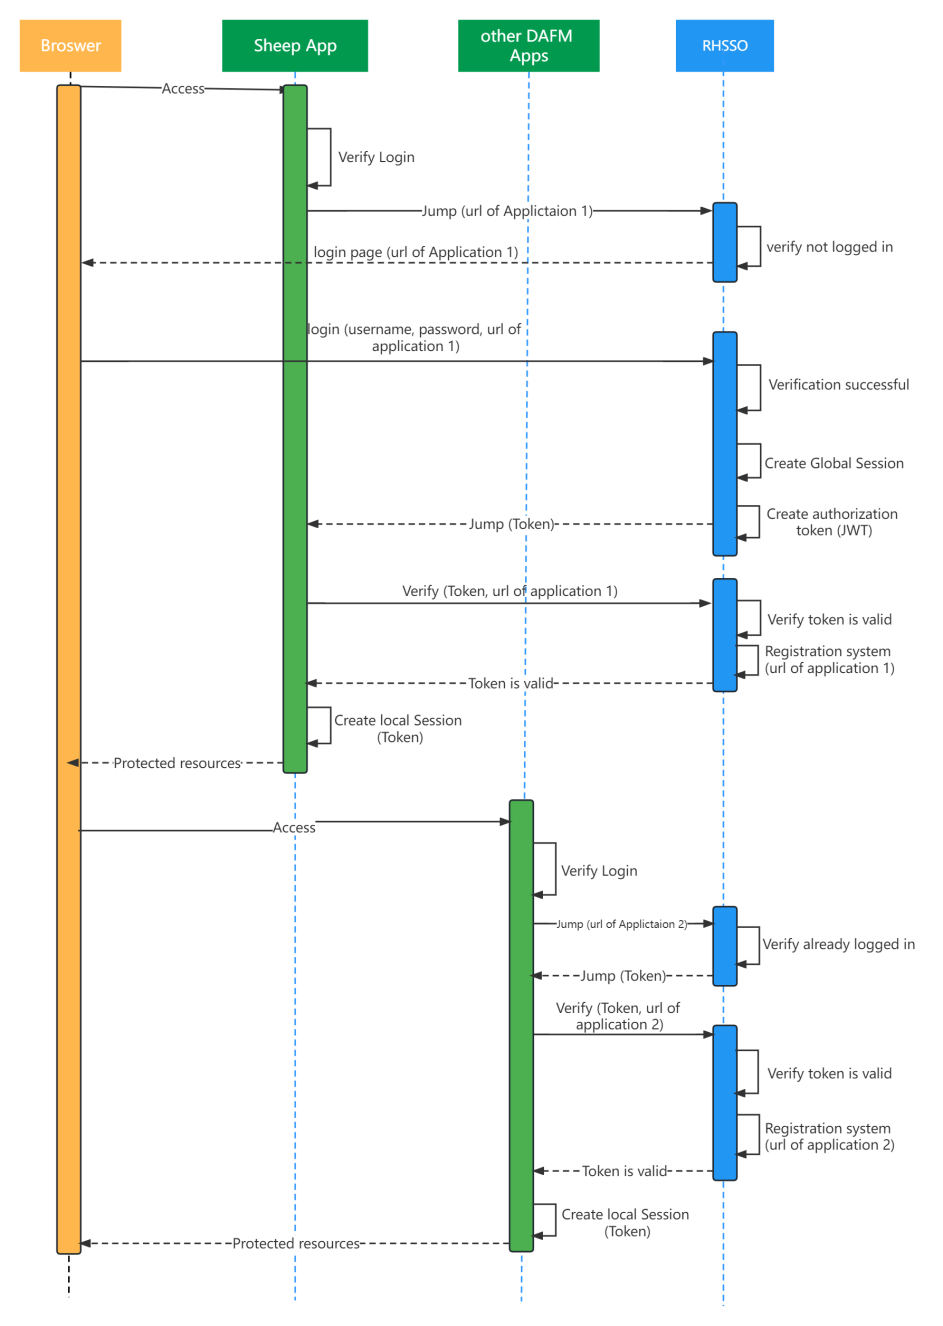 Broswer
Sheep App
other DAFM
Apps
RHSSO
Access
Verify Login
Jump (url of Applictaion 1)
verify not logged in
login page (url of Application 1)
login (username, password, url of
application 1)
Verification successful
Create Global Session
Create authorization
token (JWT)
Jump (Token)
Verify (Token, url of application 1)
Verify token is valid
Registration system
(url of application 1)
Token is valid
Create local Session
(Token)
Protected resources
Access
Verify Login
Jump (url of Applictaion 2)
Verify already logged in
Jump (Token)
Verify (Token, url of
application 2)
Verify token is valid
Registration system
(url of application 2)
Token is valid
Create local Session
(Token)
Protected resources